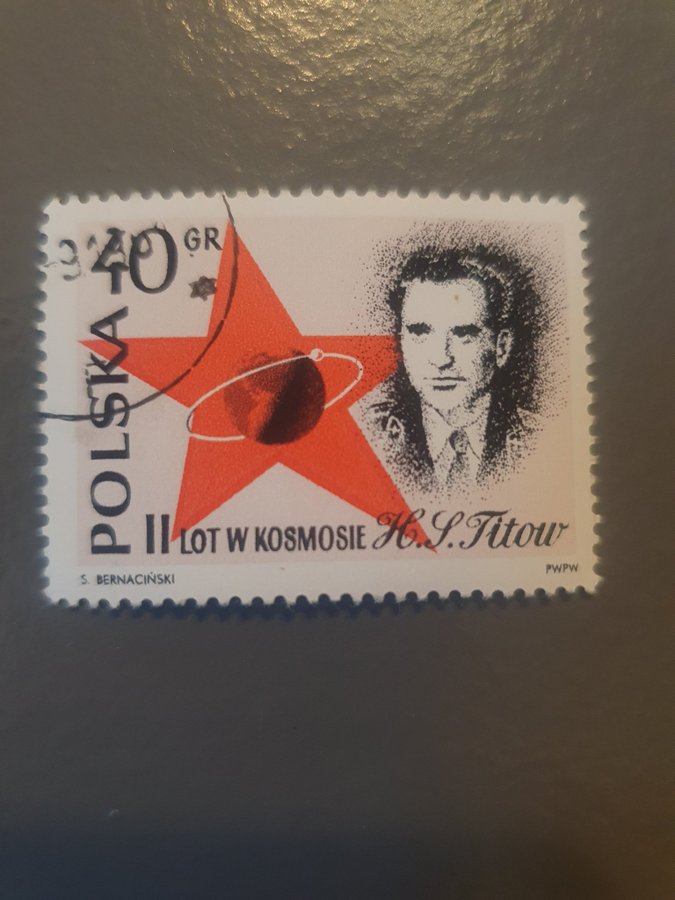 40 GR
POLSKA
II LOT W KOSMOSIE H.S. Titow
S. BERNACIŃSKI
PWPW